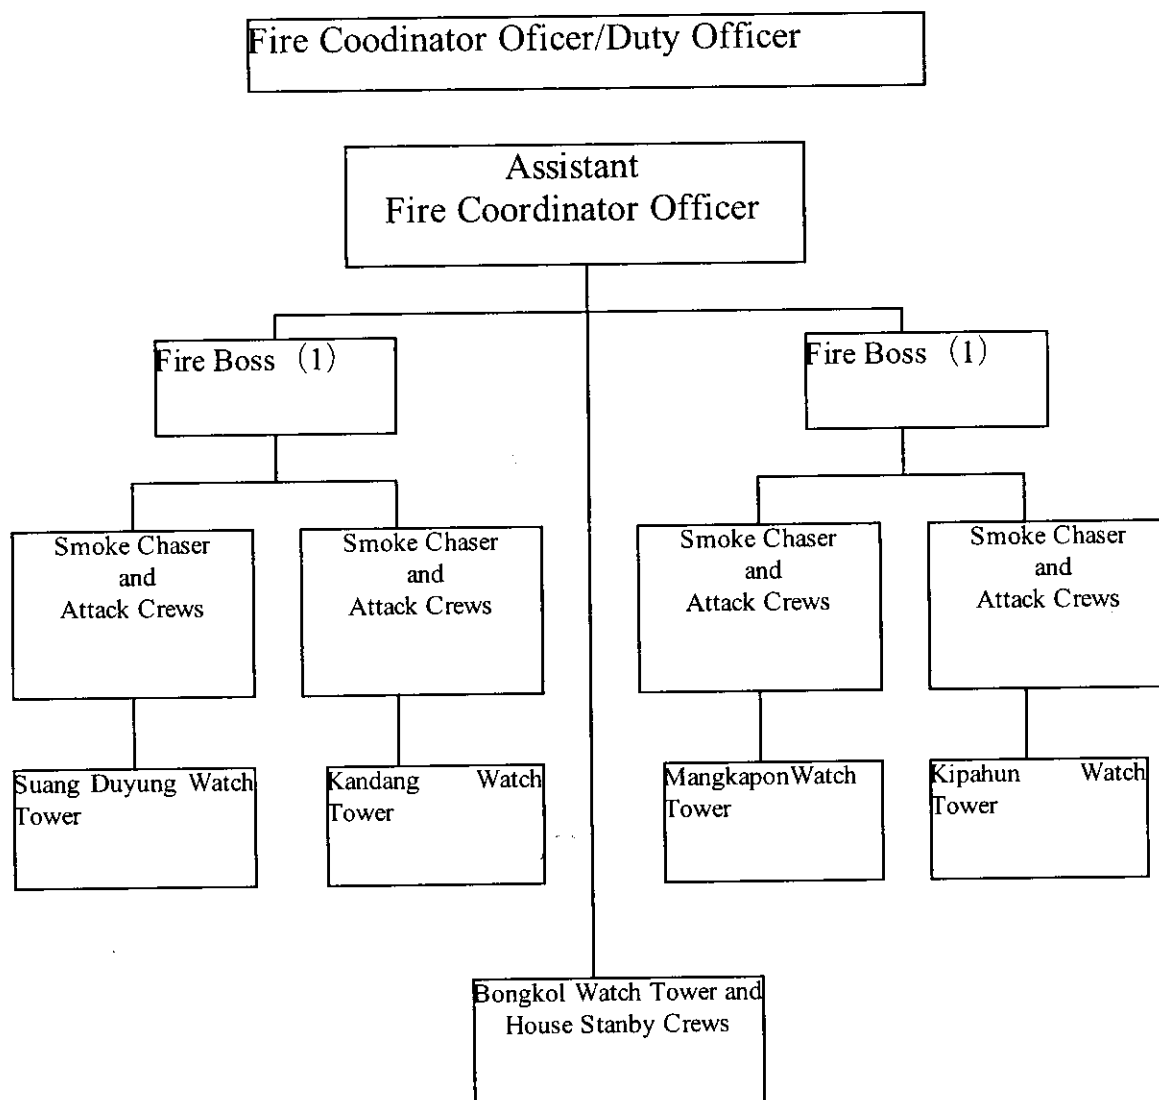 Fire Coodinator Oficer/Duty Officer
Assistant
Fire Coordinator Officer
Fire Boss (1)
Fire Boss (1)
Smoke Chaser
and
Attack Crews
Smoke Chaser
and
Attack Crews
Smoke Chaser
and
Attack Crews
Smoke Chaser
and
Attack Crews
Suang Duyung Watch
Tower
Kandang Watch
Tower
MangkaponWatch
Tower
Kipahun Watch
Tower
Bongkol Watch Tower and
House Stanby Crews